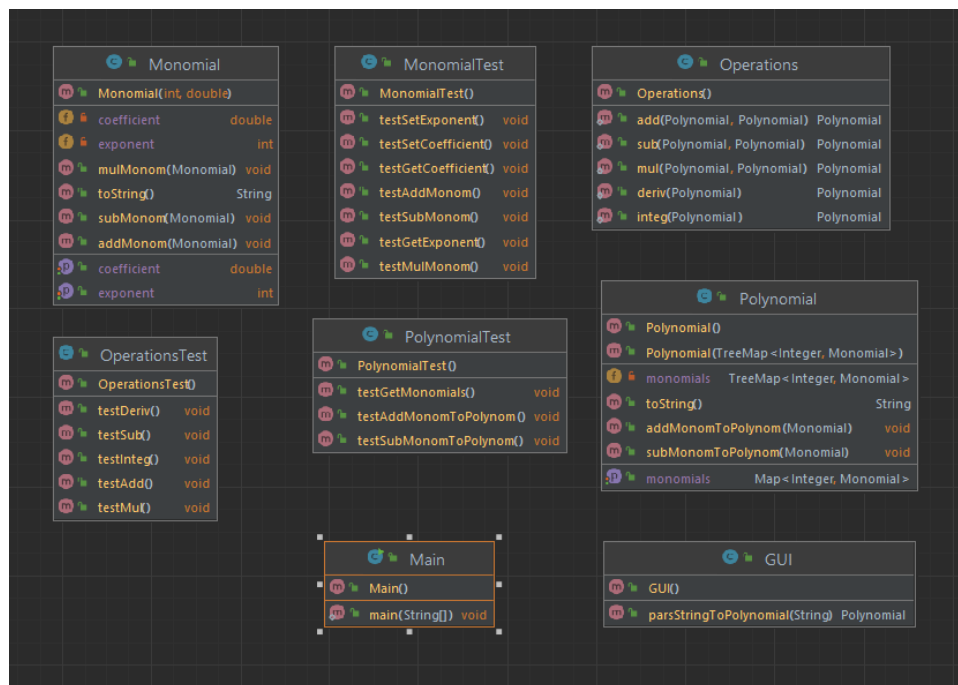 Monomial
Monomial(int, double)
coefficient double
exponent int
mulMonom(Monomial) void
toString() String
subMonom(Monomial) void
addMonom(Monomial) void
coefficient double
exponent int
MonomialTest
MonomialTest()
testSetExponent() void
testSetCoefficient() void
testGetCoefficient() void
testAddMonom() void
testSubMonom() void
testGetExponent() void
testMulMonom() void
Operations
Operations()
add(Polynomial, Polynomial) Polynomial
sub(Polynomial, Polynomial) Polynomial
mul(Polynomial, Polynomial) Polynomial
deriv(Polynomial) Polynomial
integ(Polynomial) Polynomial
OperationsTest
OperationsTest()
testDeriv() void
testSub() void
testInteg() void
testAdd() void
testMul() void
PolynomialTest
PolynomialTest()
testGetMonomials() void
testAddMonomToPolynom() void
testSubMonomToPolynom() void
Polynomial
Polynomial()
Polynomial(TreeMap<Integer, Monomial>)
monomials TreeMap<Integer, Monomial>
toString() String
addMonomToPolynom(Monomial) void
subMonomToPolynom(Monomial) void
monomials Map<Integer, Monomial>
Main
Main()
main(String[]) void
GUI
GUI()
parsStringToPolynomial(String) Polynomial